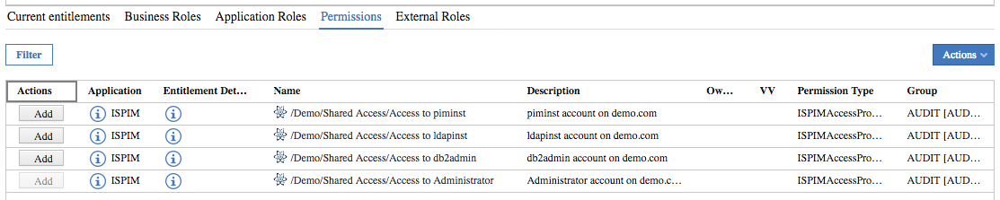 Current entitlements Business Roles Application Roles Permissions External Roles
Filter Actions
Actions Application Entitlement Det... Name Description Ow... VV Permission Type Group
Add ISPIM /Demo/Shared Access/Access to piminst piminst account on demo.com ISPIMAccessPro... AUDIT [AUD...
Add ISPIM /Demo/Shared Access/Access to ldapinst ldapinst account on demo.com ISPIMAccessPro... AUDIT [AUD...
Add ISPIM /Demo/Shared Access/Access to db2admin db2admin account on demo.com ISPIMAccessPro... AUDIT [AUD...
Add ISPIM /Demo/Shared Access/Access to Administrator Administrator account on demo.c... ISPIMAccessPro... AUDIT [AUD...